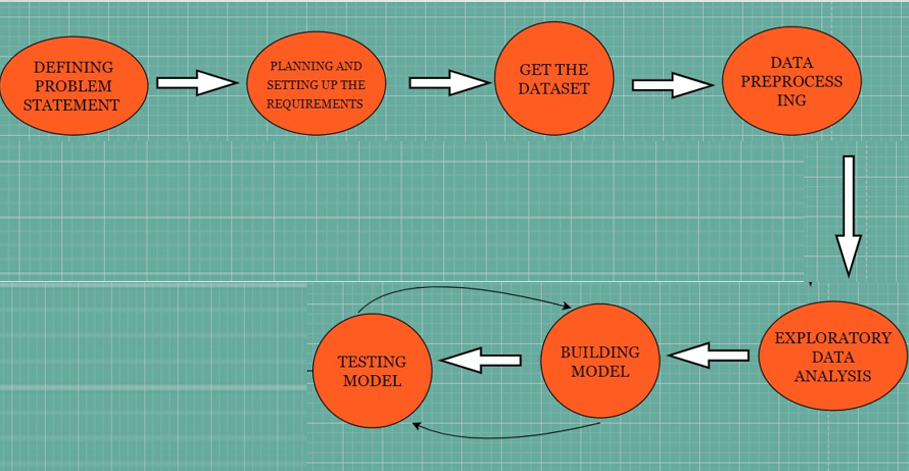 DEFINING
PROBLEM
STATEMENT
PLANNING AND
SETTING UP THE
REQUIREMENTS
GET THE
DATASET
DATA
PREPROCESS
ING
EXPLORATORY
DATA
ANALYSIS
BUILDING
MODEL
TESTING
MODEL